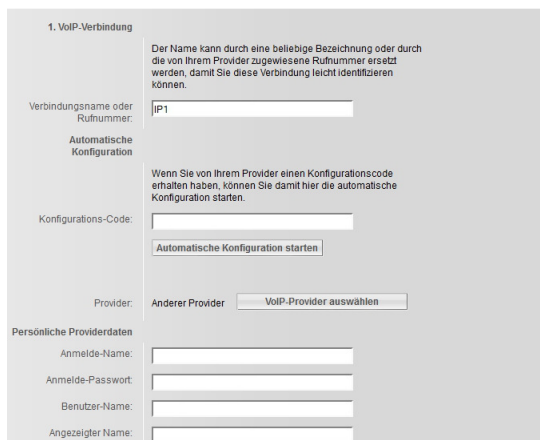 1. VoIP-Verbindung
Der Name kann durch eine beliebige Bezeichnung oder durch
die von Ihrem Provider zugewiesene Rufnummer ersetzt
werden, damit Sie diese Verbindung leicht identifizieren
können.
Verbindungsname oder
Rufnummer:
IP1
Automatische
Konfiguration
Wenn Sie von Ihrem Provider einen Konfigurationscode
erhalten haben, können Sie damit hier die automatische
Konfiguration starten.
Konfigurations-Code:
Automatische Konfiguration starten
Provider: Anderer Provider VoIP-Provider auswählen
Persönliche Providerdaten
Anmelde-Name:
Anmelde-Passwort:
Benutzer-Name:
Angezeigter Name: